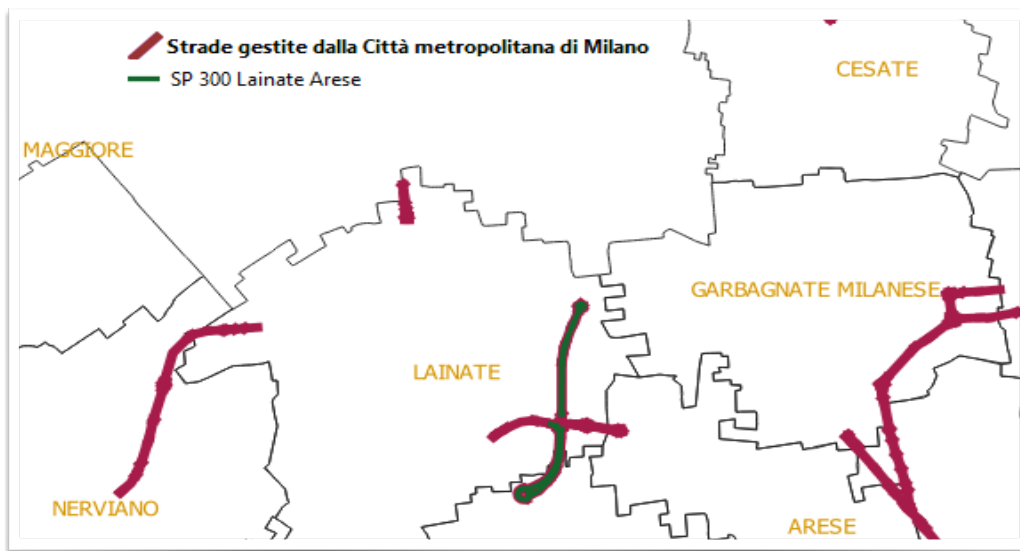 Strade gestite dalla Città metropolitana di Milano
SP 300 Lainate Arese
CESATE
MAGGIORE
GARBAGNATE MILANESE
LAINATE
NERVIANO
ARESE